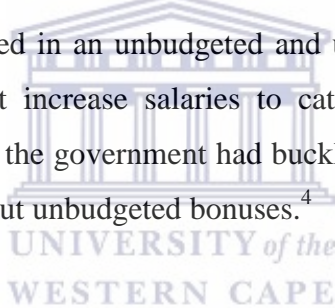 ed in an unbudgeted and
t increase salaries to cat
the government had buck
ut unbudgeted bonuses.⁴
UNIVERSITY of the
WESTERN CAPE